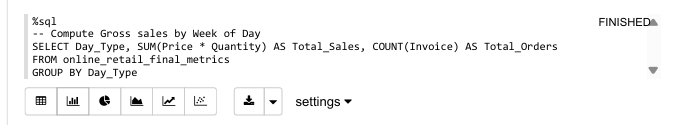 %sql
FINISHED
-- Compute Gross sales by Week of Day
SELECT Day_Type, SUM(Price * Quantity) AS Total_Sales, COUNT(Invoice) AS Total_Orders
FROM online_retail_final_metrics
GROUP BY Day_Type
settings